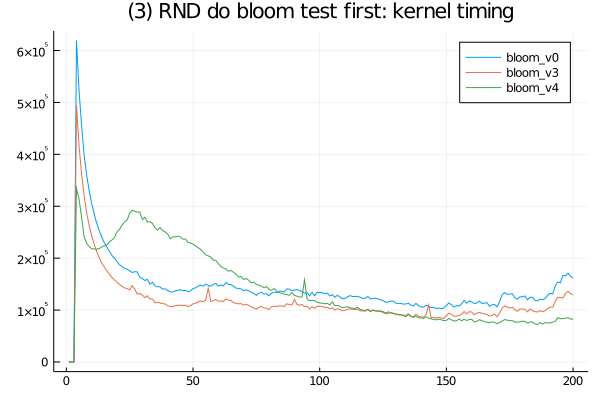 (3) RND do bloom test first: kernel timing
bloom_v0
bloom_v3
bloom_v4
6×10⁵
5×10⁵
4×10⁵
3×10⁵
2×10⁵
1×10⁵
0
0 50 100 150 200